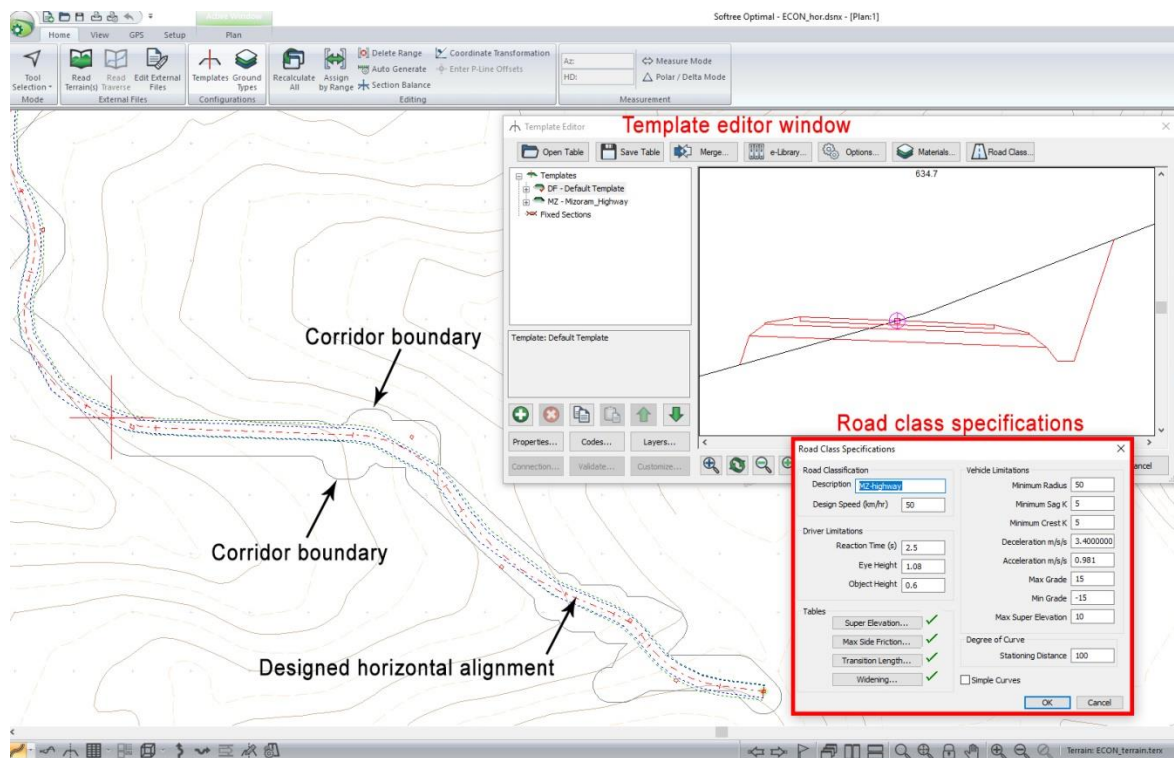 Softree Optimal - ECON_hor.dsnx - [Plan:1]
Active Window
Home View GPS Setup Plan
Tool Selection
Mode
Read Terrain(s)
Read Traverse
Edit External Files
External Files
Templates
Ground Types
Configurations
Recalculate All
Assign by Range
Delete Range
Auto Generate
Section Balance
Coordinate Transformation
Enter P-Line Offsets
Editing
Az:
HD:
Measure Mode
Polar / Delta Mode
Measurement
Template Editor
Template editor window
Open Table Save Table Merge... e-Library... Options... Materials... Road Class...
Templates
DF - Default Template
MZ - Mizoram_Highway
Fixed Sections
634.7
Template: Default Template
Properties... Codes... Layers...
Connection... Validate... Customize...
Corridor boundary
Corridor boundary
Designed horizontal alignment
Road class specifications
Road Class Specifications
Road Classification
Description MZ-highway
Design Speed (km/hr) 50
Driver Limitations
Reaction Time (s) 2.5
Eye Height 1.08
Object Height 0.6
Tables
Super Elevation...
Max Side Friction...
Transition Length...
Widening...
Vehicle Limitations
Minimum Radius 50
Minimum Sag K 5
Minimum Crest K 5
Deceleration m/s/s 3.4000000
Acceleration m/s/s 0.981
Max Grade 15
Min Grade -15
Max Super Elevation 10
Degree of Curve
Stationing Distance 100
Simple Curves
OK Cancel
Terrain: ECON_terrain.terx